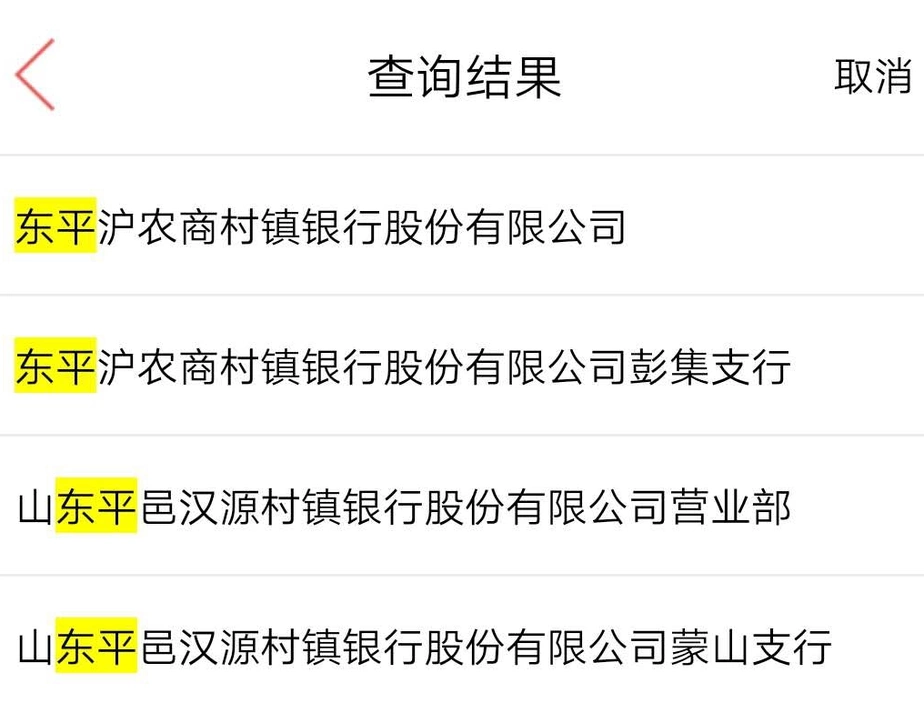 查询结果 取消
东平沪农商村镇银行股份有限公司
东平沪农商村镇银行股份有限公司彭集支行
山东平邑汉源村镇银行股份有限公司营业部
山东平邑汉源村镇银行股份有限公司蒙山支行